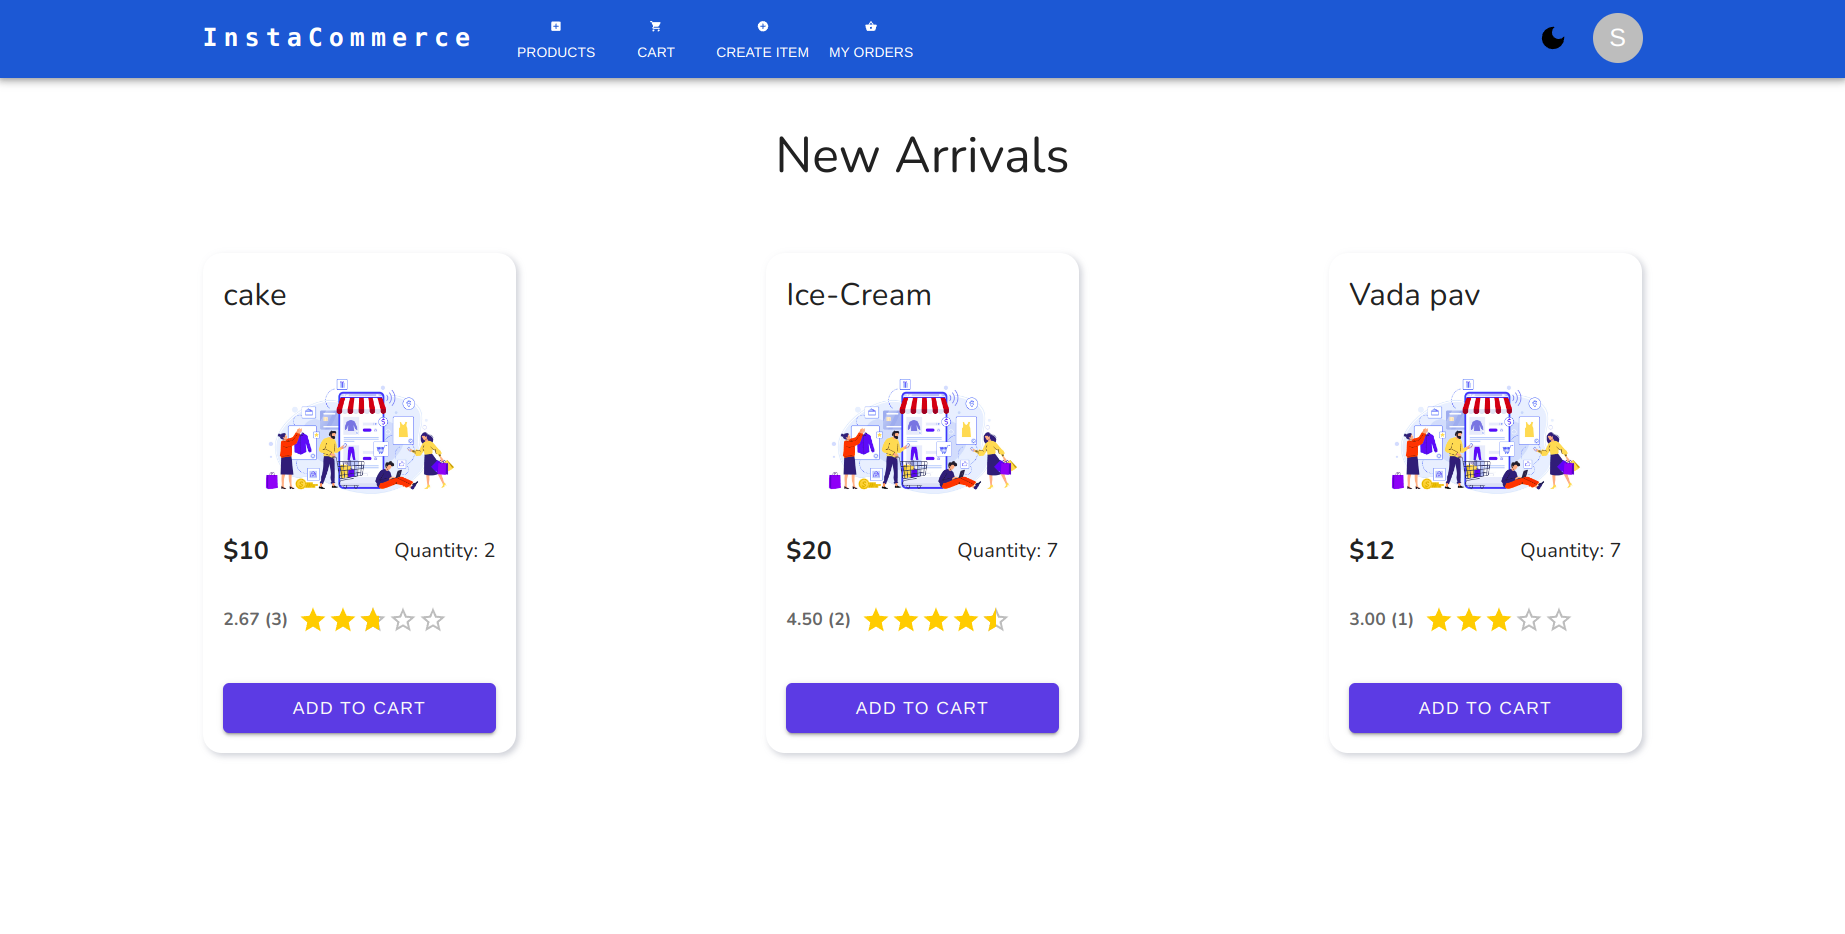 InstaCommerce
PRODUCTS
CART
CREATE ITEM
MY ORDERS
S
New Arrivals
cake
$10
Quantity: 2
2.67 (3)
ADD TO CART
Ice-Cream
$20
Quantity: 7
4.50 (2)
ADD TO CART
Vada pav
$12
Quantity: 7
3.00 (1)
ADD TO CART